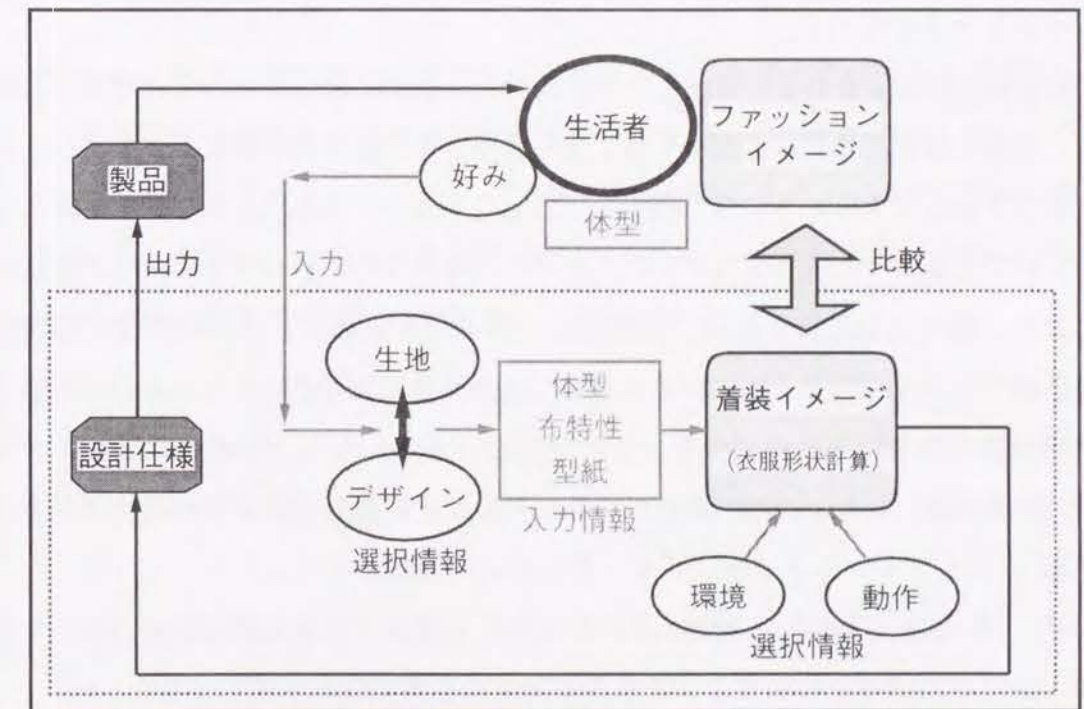 生活者
ファッション
イメージ
製品
好み
体型
出力
入力
比較
生地
体型
布特性
型紙
着装イメージ
(衣服形状計算)
設計仕様
デザイン
入力情報
選択情報
環境
動作
選択情報